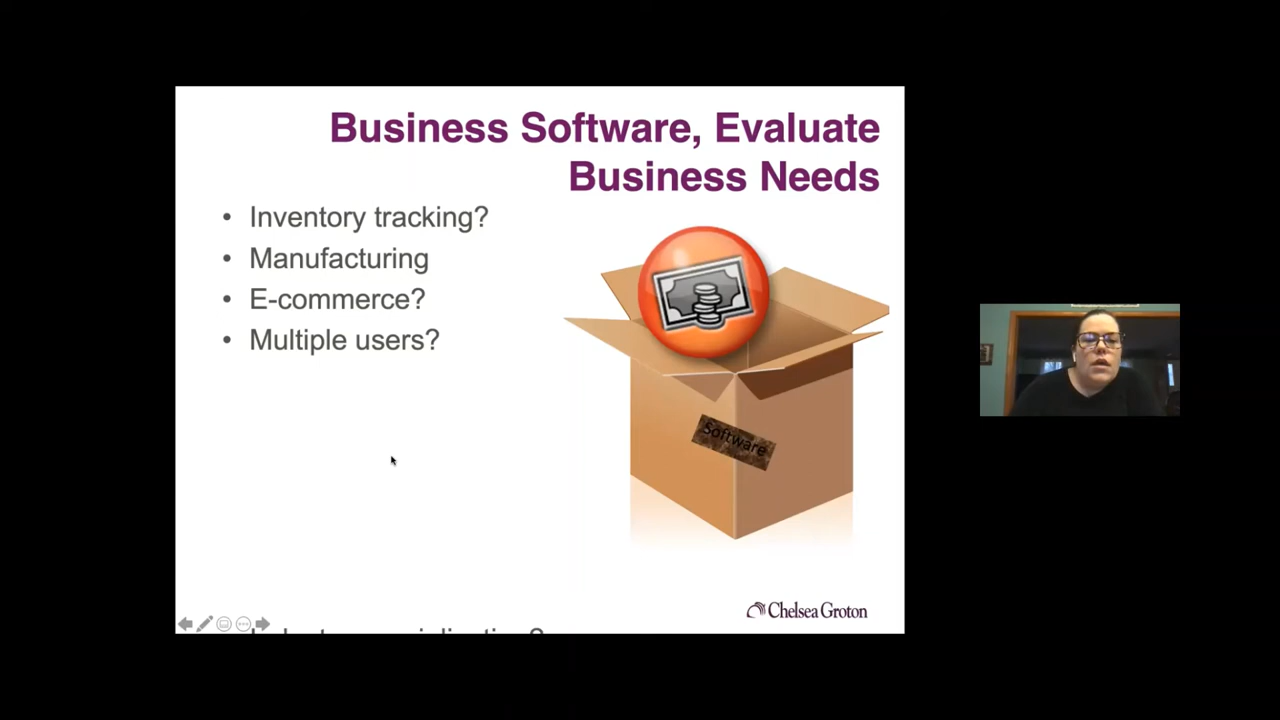 Business Software, Evaluate
Business Needs
• Inventory tracking?
• Manufacturing
• E-commerce?
• Multiple users?
Software
Chelsea Groton